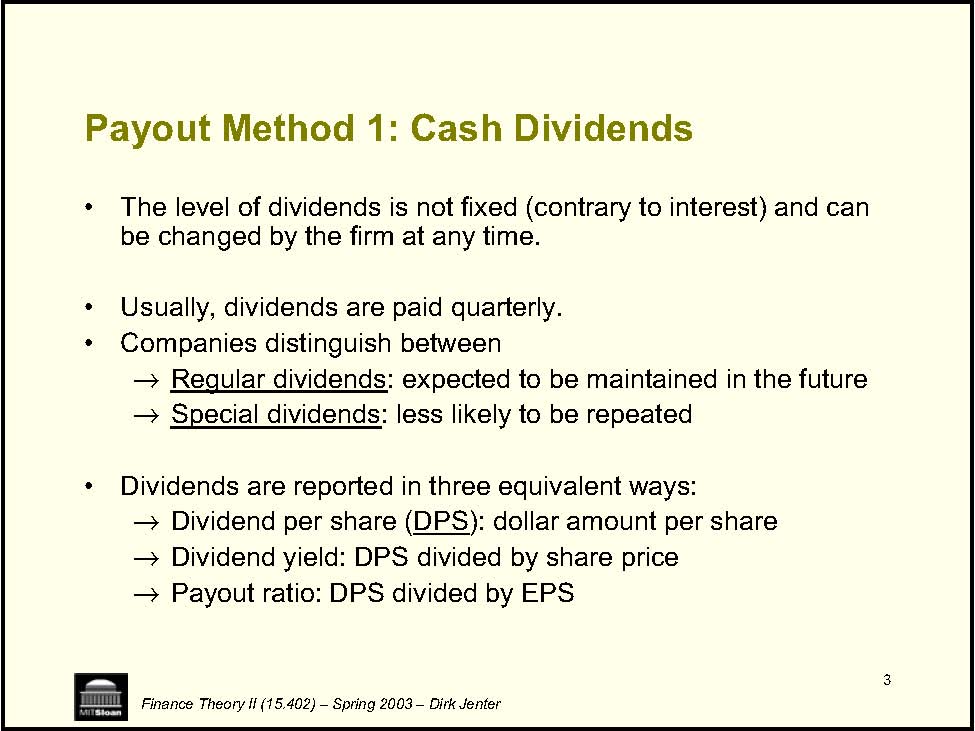 Payout Method 1: Cash Dividends
• The level of dividends is not fixed (contrary to interest) and can
be changed by the firm at any time.
• Usually, dividends are paid quarterly.
• Companies distinguish between
→ Regular dividends: expected to be maintained in the future
→ Special dividends: less likely to be repeated
• Dividends are reported in three equivalent ways:
→ Dividend per share (DPS): dollar amount per share
→ Dividend yield: DPS divided by share price
→ Payout ratio: DPS divided by EPS
3
MITSloan
Finance Theory II (15.402) – Spring 2003 – Dirk Jenter